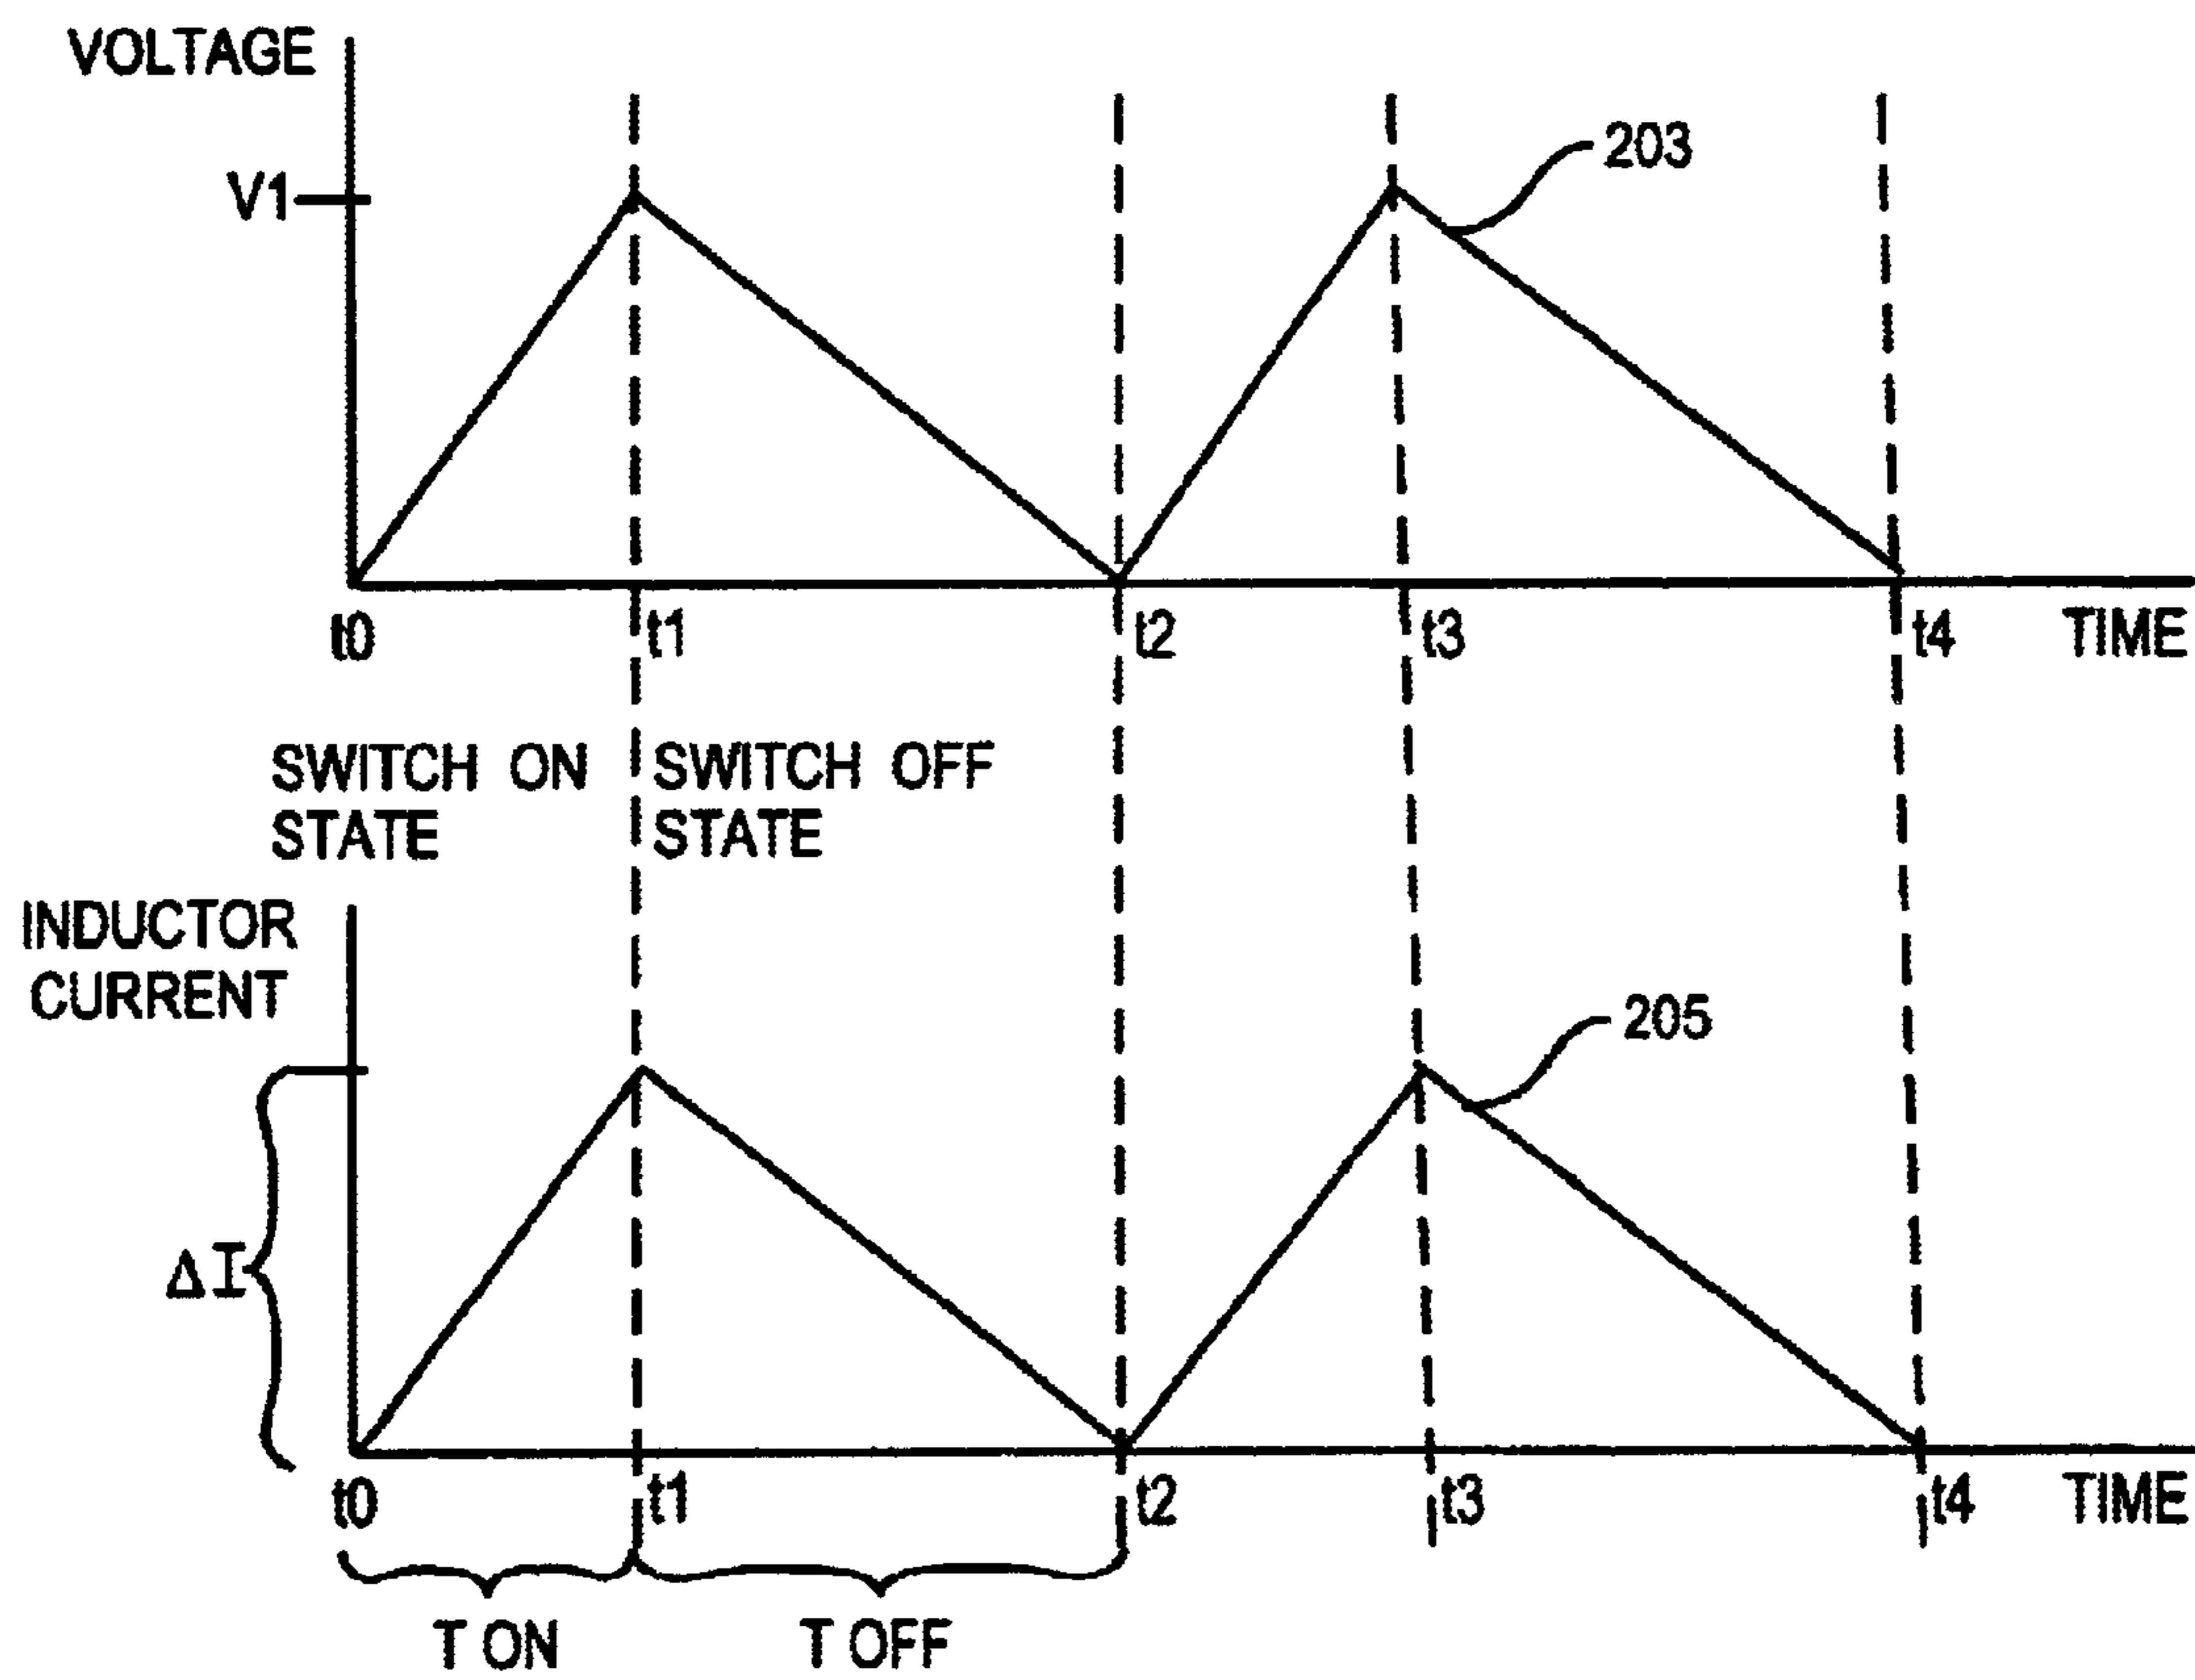 VOLTAGE
V1
203
t0
t1
t2
t3
t4
TIME
SWITCH ON
STATE
SWITCH OFF
STATE
INDUCTOR
CURRENT
205
ΔI
t0
t1
t2
t3
t4
TIME
T ON
T OFF